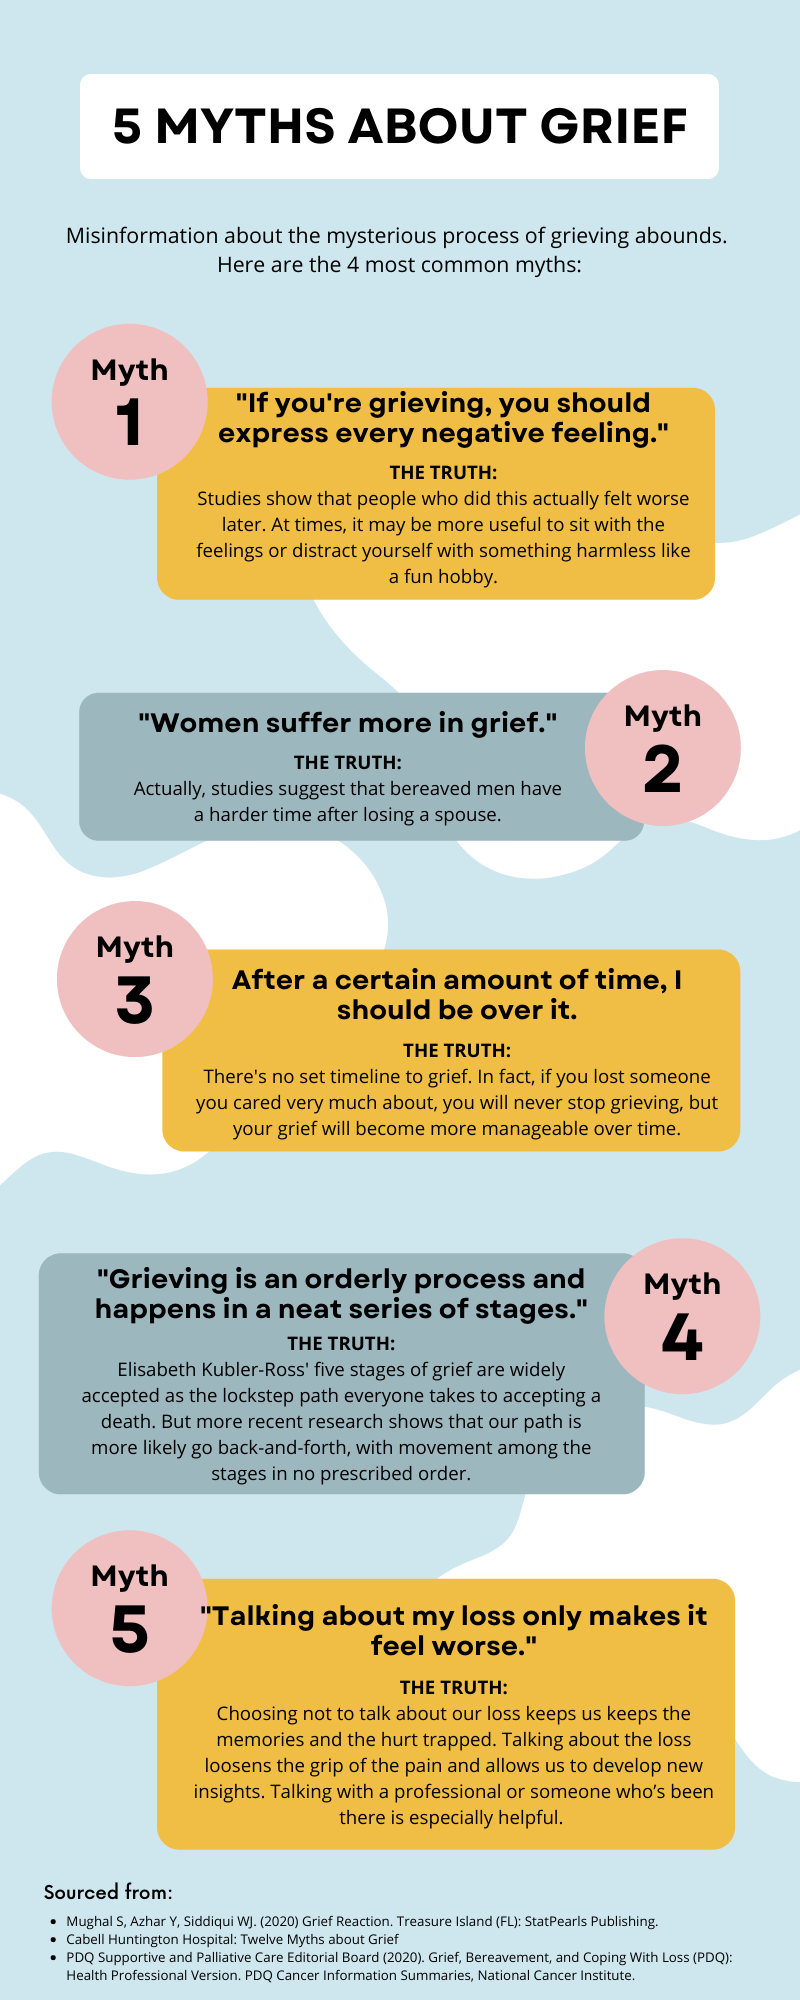 5 MYTHS ABOUT GRIEF
Misinformation about the mysterious process of grieving abounds.
Here are the 4 most common myths:
Myth
1
"If you're grieving, you should
express every negative feeling."
THE TRUTH:
Studies show that people who did this actually felt worse
later. At times, it may be more useful to sit with the
feelings or distract yourself with something harmless like
a fun hobby.
Myth
2
"Women suffer more in grief."
THE TRUTH:
Actually, studies suggest that bereaved men have
a harder time after losing a spouse.
Myth
3
After a certain amount of time, I
should be over it.
THE TRUTH:
There's no set timeline to grief. In fact, if you lost someone
you cared very much about, you will never stop grieving, but
your grief will become more manageable over time.
Myth
4
"Grieving is an orderly process and
happens in a neat series of stages."
THE TRUTH:
Elisabeth Kubler-Ross' five stages of grief are widely
accepted as the lockstep path everyone takes to accepting a
death. But more recent research shows that our path is
more likely go back-and-forth, with movement among the
stages in no prescribed order.
Myth
5
"Talking about my loss only makes it
feel worse."
THE TRUTH:
Choosing not to talk about our loss keeps us keeps the
memories and the hurt trapped. Talking about the loss
loosens the grip of the pain and allows us to develop new
insights. Talking with a professional or someone who’s been
there is especially helpful.
Sourced from:
• Mughal S, Azhar Y, Siddiqui WJ. (2020) Grief Reaction. Treasure Island (FL): StatPearls Publishing.
• Cabell Huntington Hospital: Twelve Myths about Grief
• PDQ Supportive and Palliative Care Editorial Board (2020). Grief, Bereavement, and Coping With Loss (PDQ):
Health Professional Version. PDQ Cancer Information Summaries, National Cancer Institute.